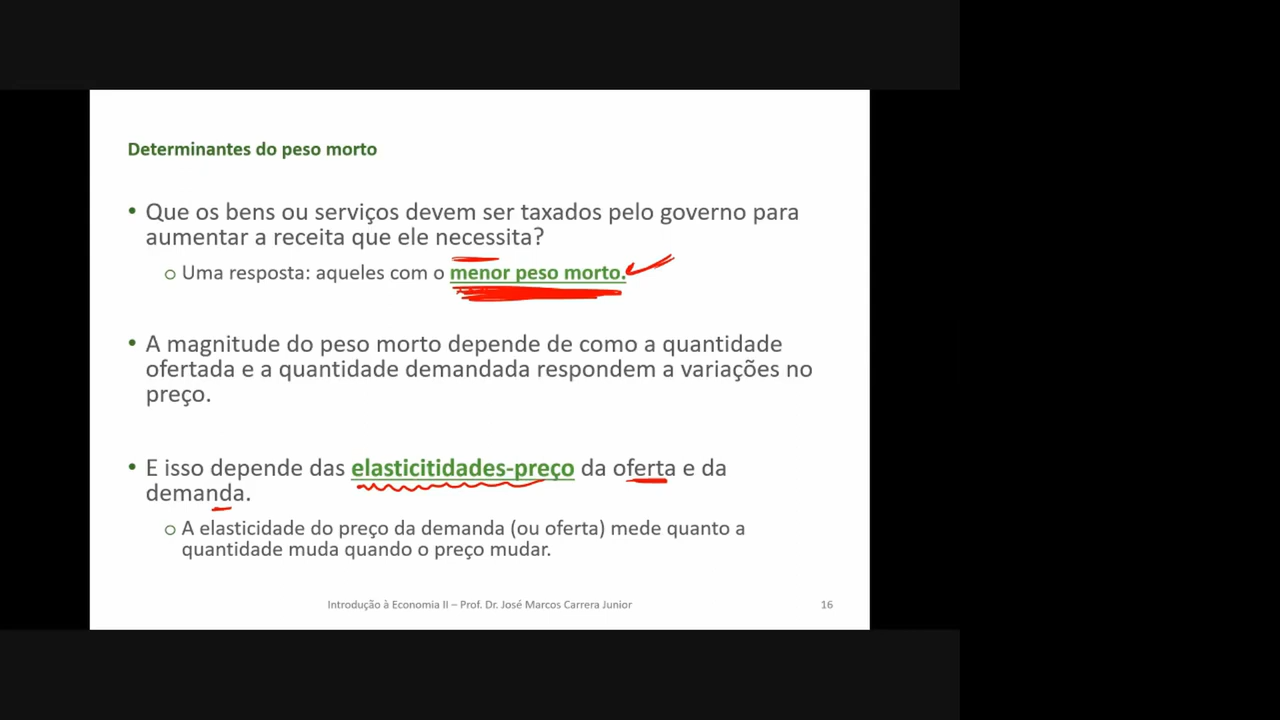 Determinantes do peso morto
• Que os bens ou serviços devem ser taxados pelo governo para
aumentar a receita que ele necessita?
o Uma resposta: aqueles com o menor peso morto.
• A magnitude do peso morto depende de como a quantidade
ofertada e a quantidade demandada respondem a variações no
preço.
• E isso depende das elasticitidades-preço da oferta e da
demanda.
o A elasticidade do preço da demanda (ou oferta) mede quanto a
quantidade muda quando o preço mudar.
Introdução à Economia II – Prof. Dr. José Marcos Carrera Junior
16